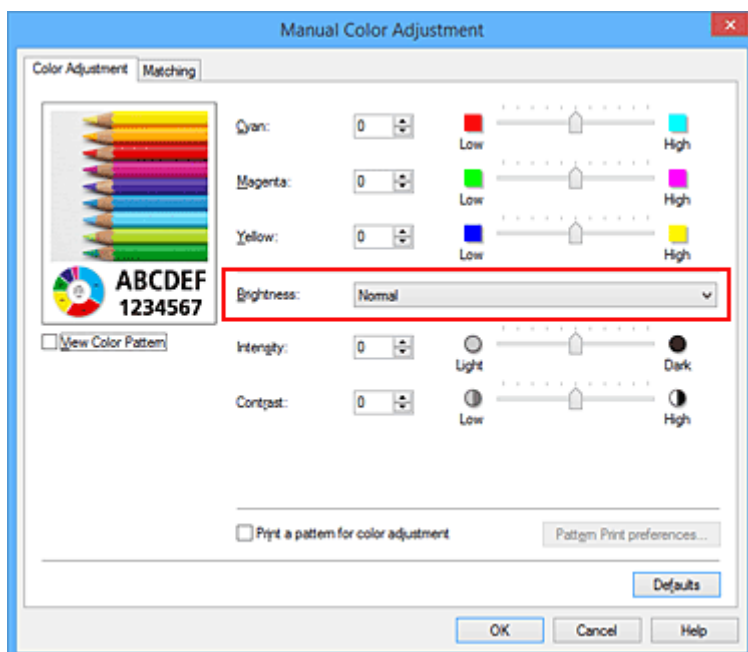 Manual Color Adjustment
Color Adjustment Matching
Cyan: 0 Low High
Magenta: 0 Low High
Yellow: 0 Low High
ABCDEF
1234567
Brightness: Normal
View Color Pattern
Intensity: 0 Light Dark
Contrast: 0 Low High
Print a pattern for color adjustment Pattern Print preferences...
Defaults
OK Cancel Help